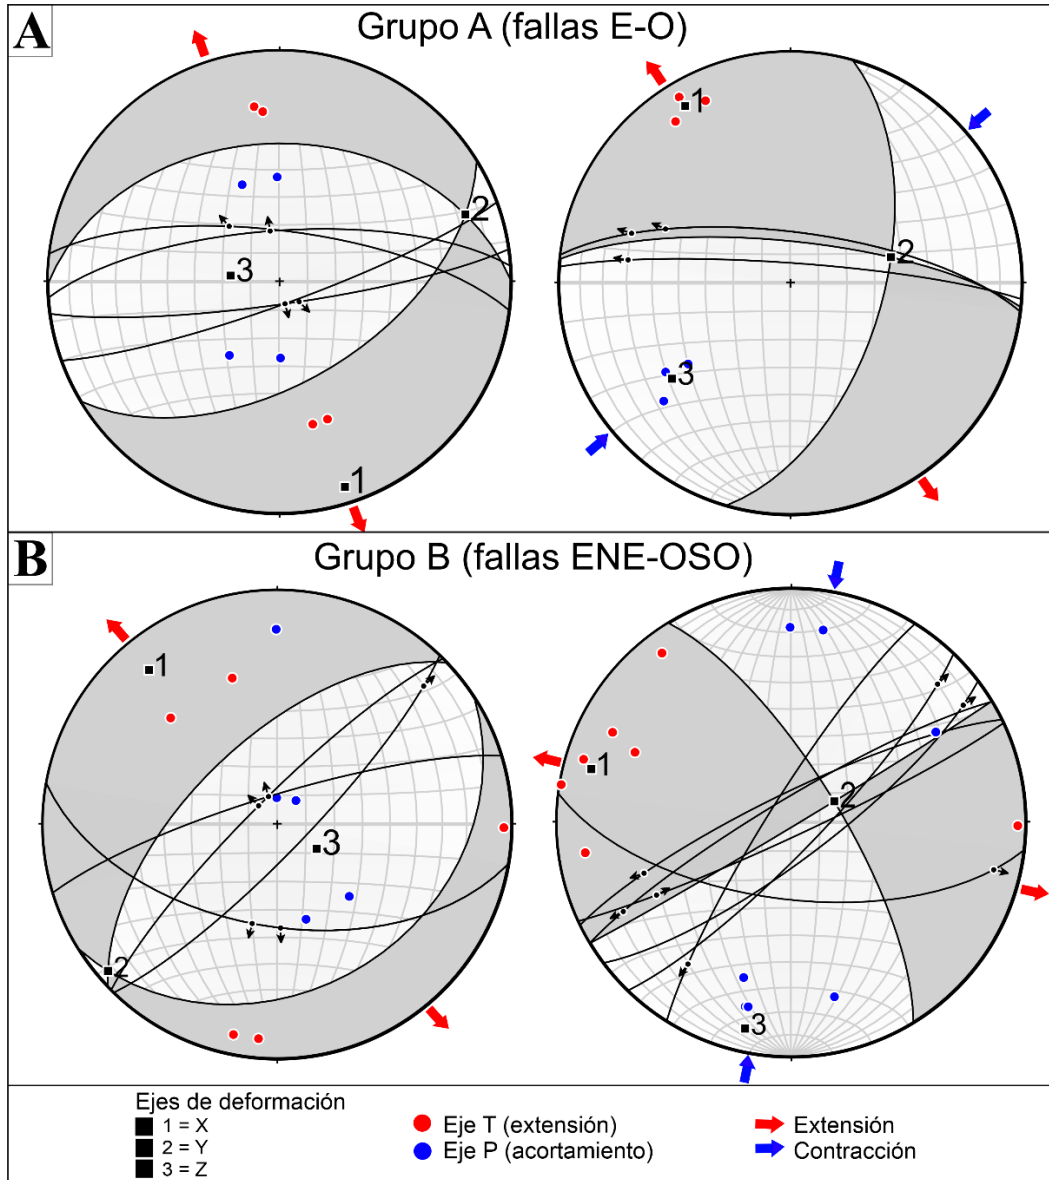 A
Grupo A (fallas E-O)
1
2
3
1
2
3
B
Grupo B (fallas ENE-OSO)
1
2
3
1
2
3
Ejes de deformación
1 = X
2 = Y
3 = Z
Eje T (extensión)
Eje P (acortamiento)
Extensión
Contracción